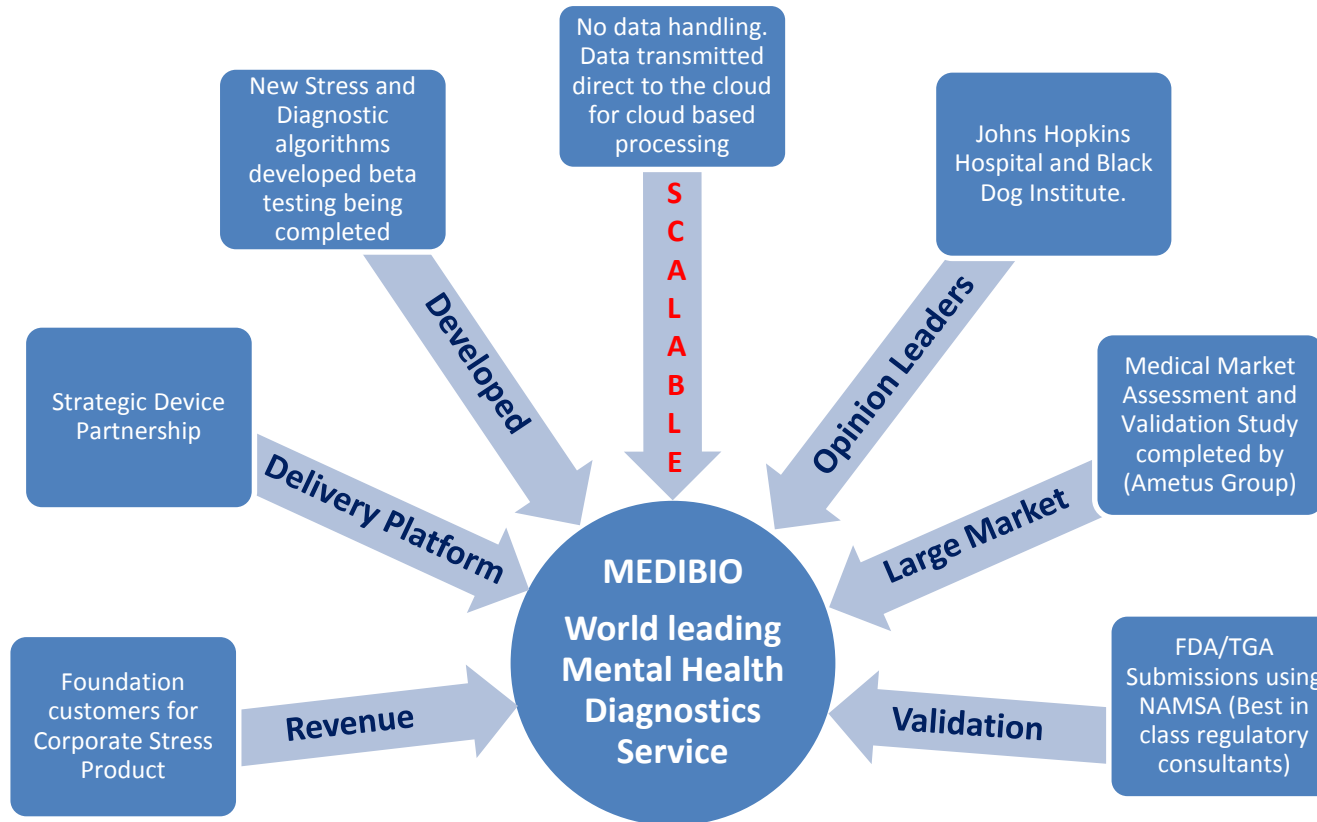 No data handling.
Data transmitted
direct to the cloud
for cloud based
processing
New Stress and
Diagnostic
algorithms
developed beta
testing being
completed
Johns Hopkins
Hospital and Black
Dog Institute.
SCALABLE
Developed
Opinion Leaders
Strategic Device
Partnership
Medical Market
Assessment and
Validation Study
completed by
(Ametus Group)
Delivery Platform
Large Market
MEDIBIO
World leading
Mental Health
Diagnostics
Service
Foundation
customers for
Corporate Stress
Product
Revenue
Validation
FDA/TGA
Submissions using
NAMSA (Best in
class regulatory
consultants)